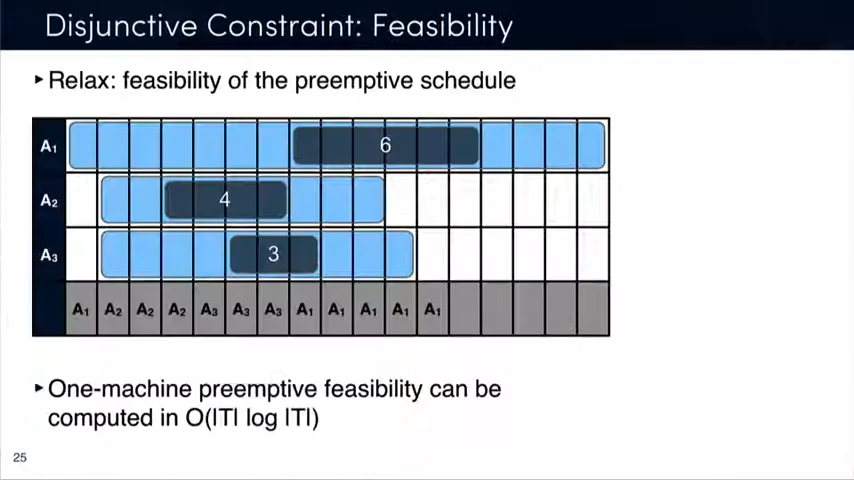 Disjunctive Constraint: Feasibility
▸Relax: feasibility of the preemptive schedule
A₁ 6
A₂ 4
A₃ 3
A₁ A₂ A₂ A₂ A₃ A₃ A₃ A₁ A₁ A₁ A₁ A₁
▸One-machine preemptive feasibility can be
computed in O(|T| log |T|)
25